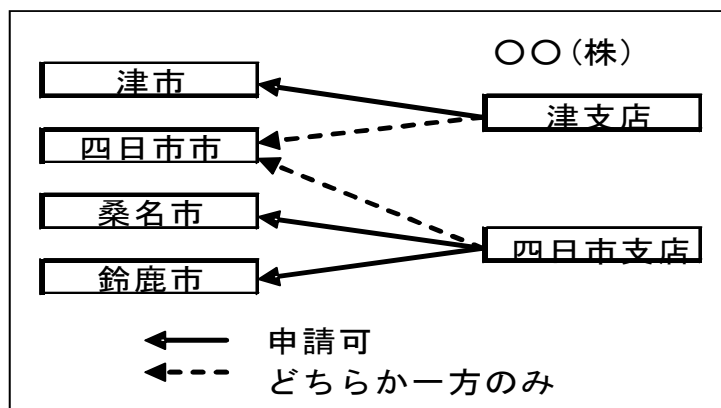 〇〇(株)
津市
津支店
四日市市
桑名市
四日市支店
鈴鹿市
申請可
どちらか一方のみ